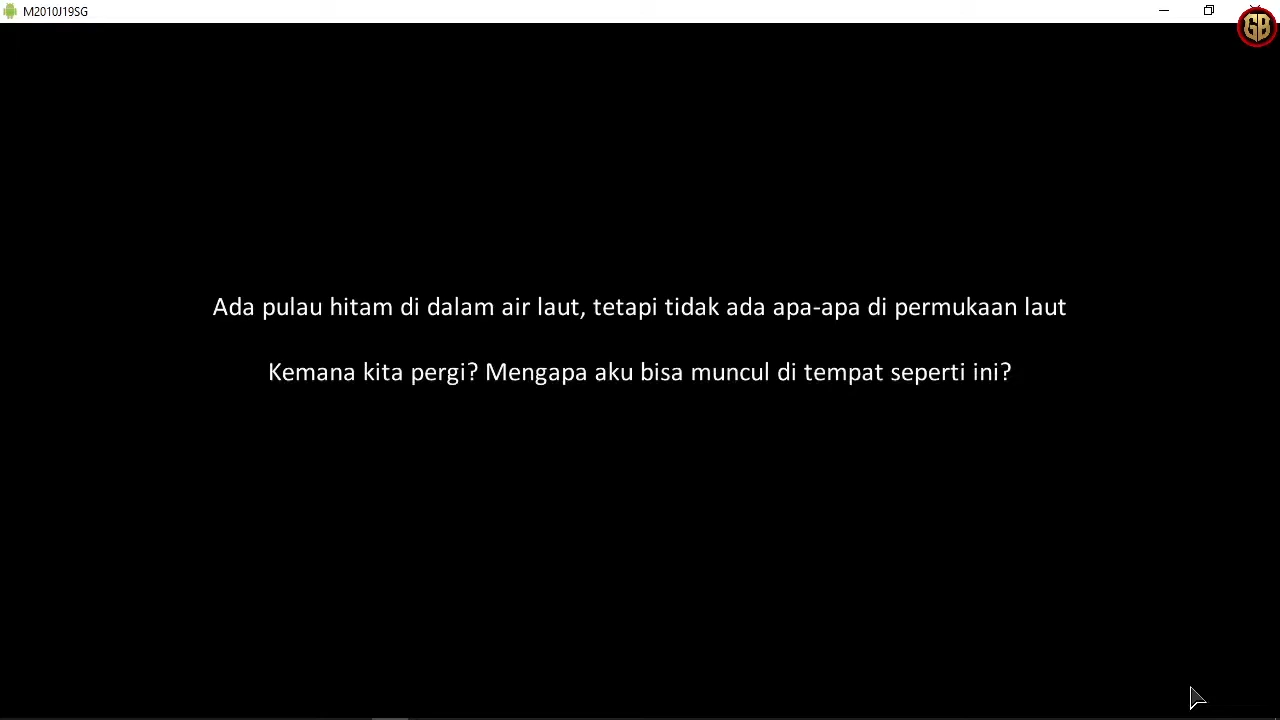 M2010J19SG
GB
Ada pulau hitam di dalam air laut, tetapi tidak ada apa-apa di permukaan laut
Kemana kita pergi? Mengapa aku bisa muncul di tempat seperti ini?